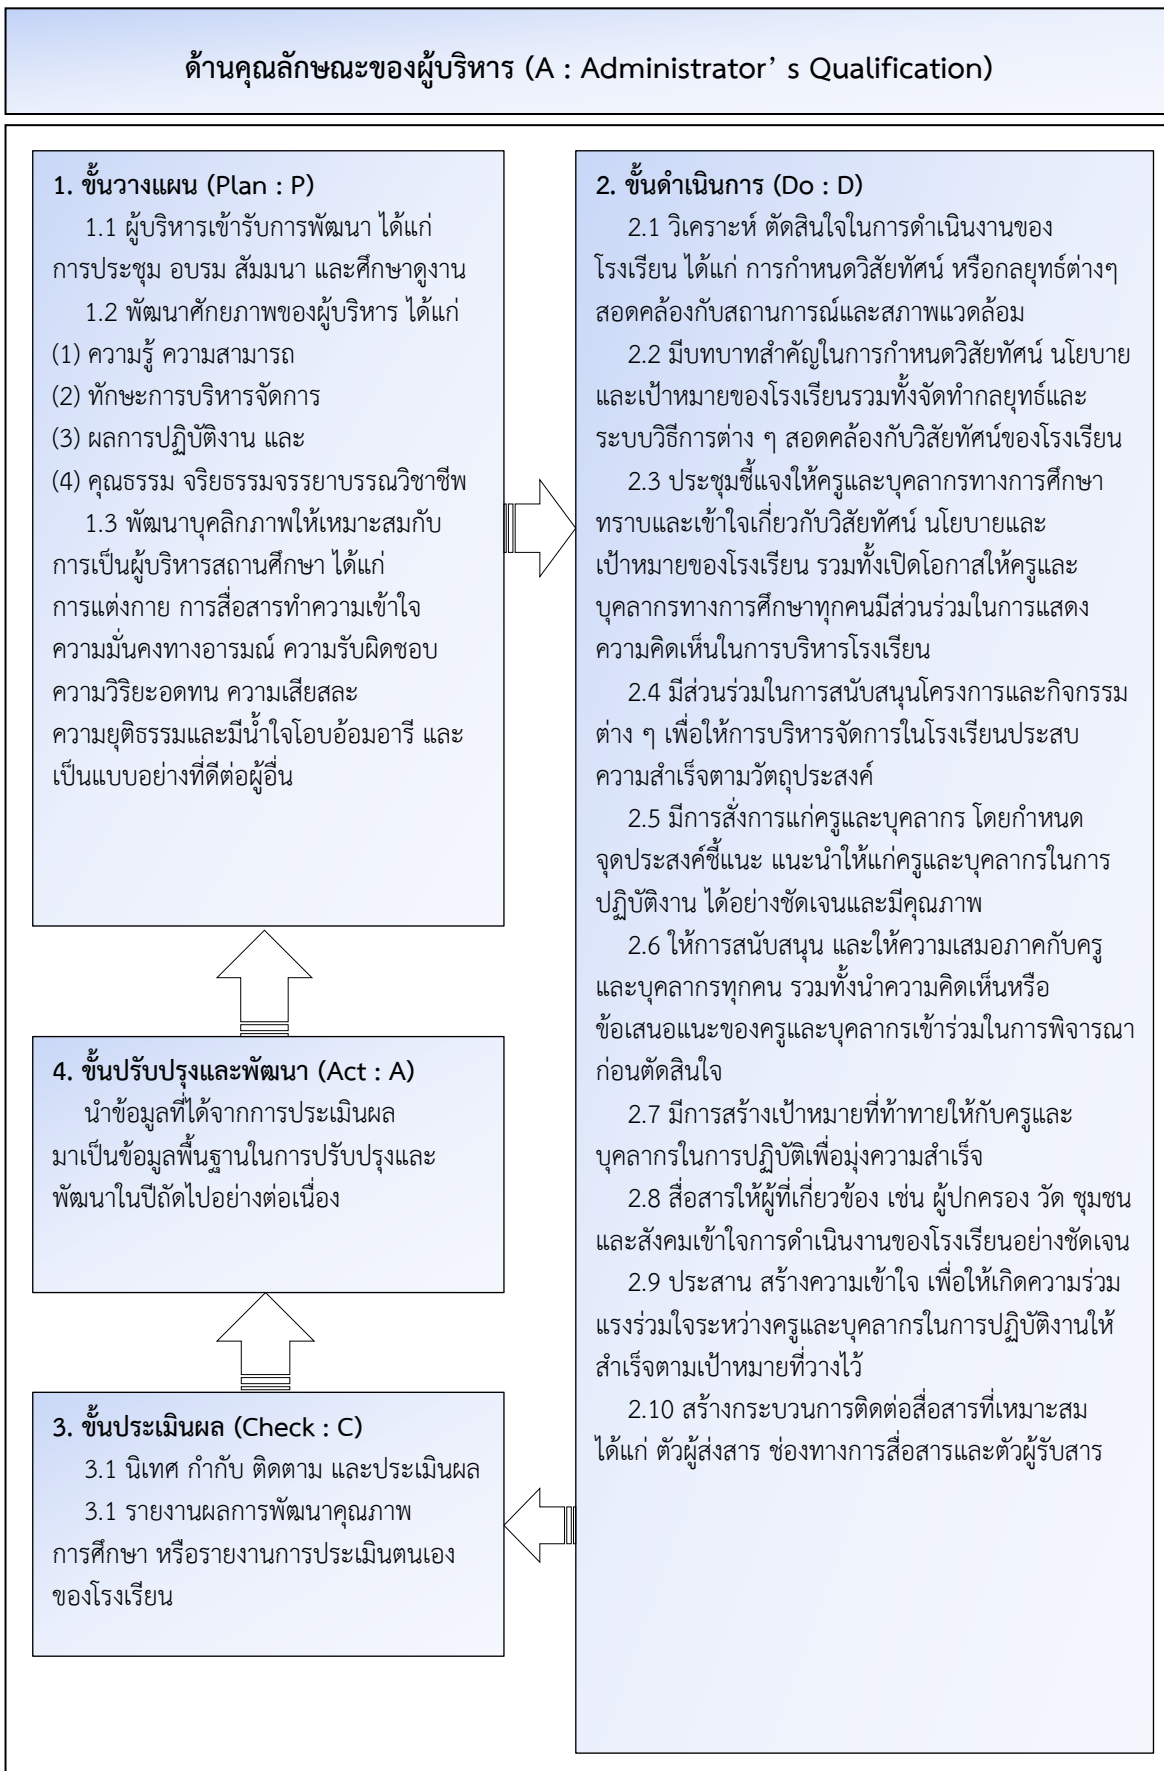 ด้านคุณลักษณะของผู้บริหาร (A : Administrator’ s Qualification)
1. ขั้นวางแผน (Plan : P)
1.1 ผู้บริหารเข้ารับการพัฒนา ได้แก่
การประชุม อบรม สัมมนา และศึกษาดูงาน
1.2 พัฒนาศักยภาพของผู้บริหาร ได้แก่
(1) ความรู้ ความสามารถ
(2) ทักษะการบริหารจัดการ
(3) ผลการปฏิบัติงาน และ
(4) คุณธรรม จริยธรรมจรรยาบรรณวิชาชีพ
1.3 พัฒนาบุคลิกภาพให้เหมาะสมกับ
การเป็นผู้บริหารสถานศึกษา ได้แก่
การแต่งกาย การสื่อสารทำความเข้าใจ
ความมั่นคงทางอารมณ์ ความรับผิดชอบ
ความวิริยะอดทน ความเสียสละ
ความยุติธรรมและมีน้ำใจโอบอ้อมอารี และ
เป็นแบบอย่างที่ดีต่อผู้อื่น
2. ขั้นดำเนินการ (Do : D)
2.1 วิเคราะห์ ตัดสินใจในการดำเนินงานของ
โรงเรียน ได้แก่ การกำหนดวิสัยทัศน์ หรือกลยุทธ์ต่างๆ
สอดคล้องกับสถานการณ์และสภาพแวดล้อม
2.2 มีบทบาทสำคัญในการกำหนดวิสัยทัศน์ นโยบาย
และเป้าหมายของโรงเรียนรวมทั้งจัดทำกลยุทธ์และ
ระบบวิธีการต่าง ๆ สอดคล้องกับวิสัยทัศน์ของโรงเรียน
2.3 ประชุมชี้แจงให้ครูและบุคลากรทางการศึกษา
ทราบและเข้าใจเกี่ยวกับวิสัยทัศน์ นโยบายและ
เป้าหมายของโรงเรียน รวมทั้งเปิดโอกาสให้ครูและ
บุคลากรทางการศึกษาทุกคนมีส่วนร่วมในการแสดง
ความคิดเห็นในการบริหารโรงเรียน
2.4 มีส่วนร่วมในการสนับสนุนโครงการและกิจกรรม
ต่าง ๆ เพื่อให้การบริหารจัดการในโรงเรียนประสบ
ความสำเร็จตามวัตถุประสงค์
2.5 มีการสั่งการแก่ครูและบุคลากร โดยกำหนด
จุดประสงค์ชี้แนะ แนะนำให้แก่ครูและบุคลากรในการ
ปฏิบัติงาน ได้อย่างชัดเจนและมีคุณภาพ
2.6 ให้การสนับสนุน และให้ความเสมอภาคกับครู
และบุคลากรทุกคน รวมทั้งนำความคิดเห็นหรือ
ข้อเสนอแนะของครูและบุคลากรเข้าร่วมในการพิจารณา
ก่อนตัดสินใจ
2.7 มีการสร้างเป้าหมายที่ท้าทายให้กับครูและ
บุคลากรในการปฏิบัติเพื่อมุ่งความสำเร็จ
2.8 สื่อสารให้ผู้ที่เกี่ยวข้อง เช่น ผู้ปกครอง วัด ชุมชน
และสังคมเข้าใจการดำเนินงานของโรงเรียนอย่างชัดเจน
2.9 ประสาน สร้างความเข้าใจ เพื่อให้เกิดความร่วม
แรงร่วมใจระหว่างครูและบุคลากรในการปฏิบัติงานให้
สำเร็จตามเป้าหมายที่วางไว้
2.10 สร้างกระบวนการติดต่อสื่อสารที่เหมาะสม
ได้แก่ ตัวผู้ส่งสาร ช่องทางการสื่อสารและตัวผู้รับสาร
4. ขั้นปรับปรุงและพัฒนา (Act : A)
นำข้อมูลที่ได้จากการประเมินผล
มาเป็นข้อมูลพื้นฐานในการปรับปรุงและ
พัฒนาในปีถัดไปอย่างต่อเนื่อง
3. ขั้นประเมินผล (Check : C)
3.1 นิเทศ กำกับ ติดตาม และประเมินผล
3.1 รายงานผลการพัฒนาคุณภาพ
การศึกษา หรือรายงานการประเมินตนเอง
ของโรงเรียน